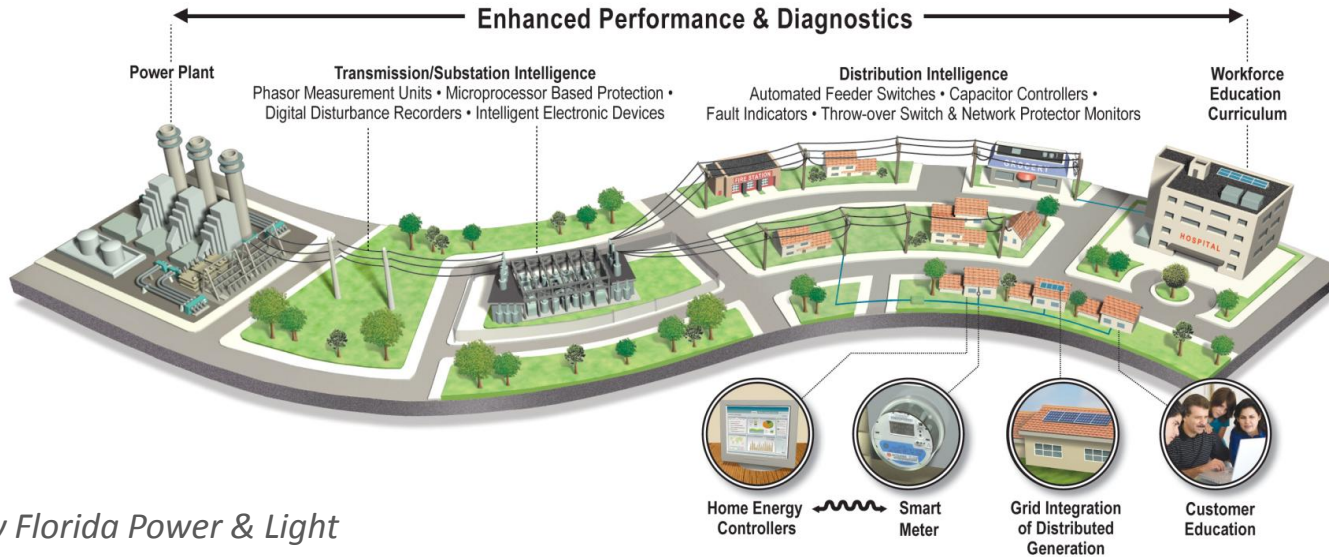 Enhanced Performance & Diagnostics
Power Plant
Transmission/Substation Intelligence
Phasor Measurement Units • Microprocessor Based Protection •
Digital Disturbance Recorders • Intelligent Electronic Devices
Distribution Intelligence
Automated Feeder Switches • Capacitor Controllers •
Fault Indicators • Throw-over Switch & Network Protector Monitors
Workforce
Education
Curriculum
FIRE STATION
GROCERY
HOSPITAL
Home Energy
Controllers
Smart
Meter
Grid Integration
of Distributed
Generation
Customer
Education
Florida Power & Light